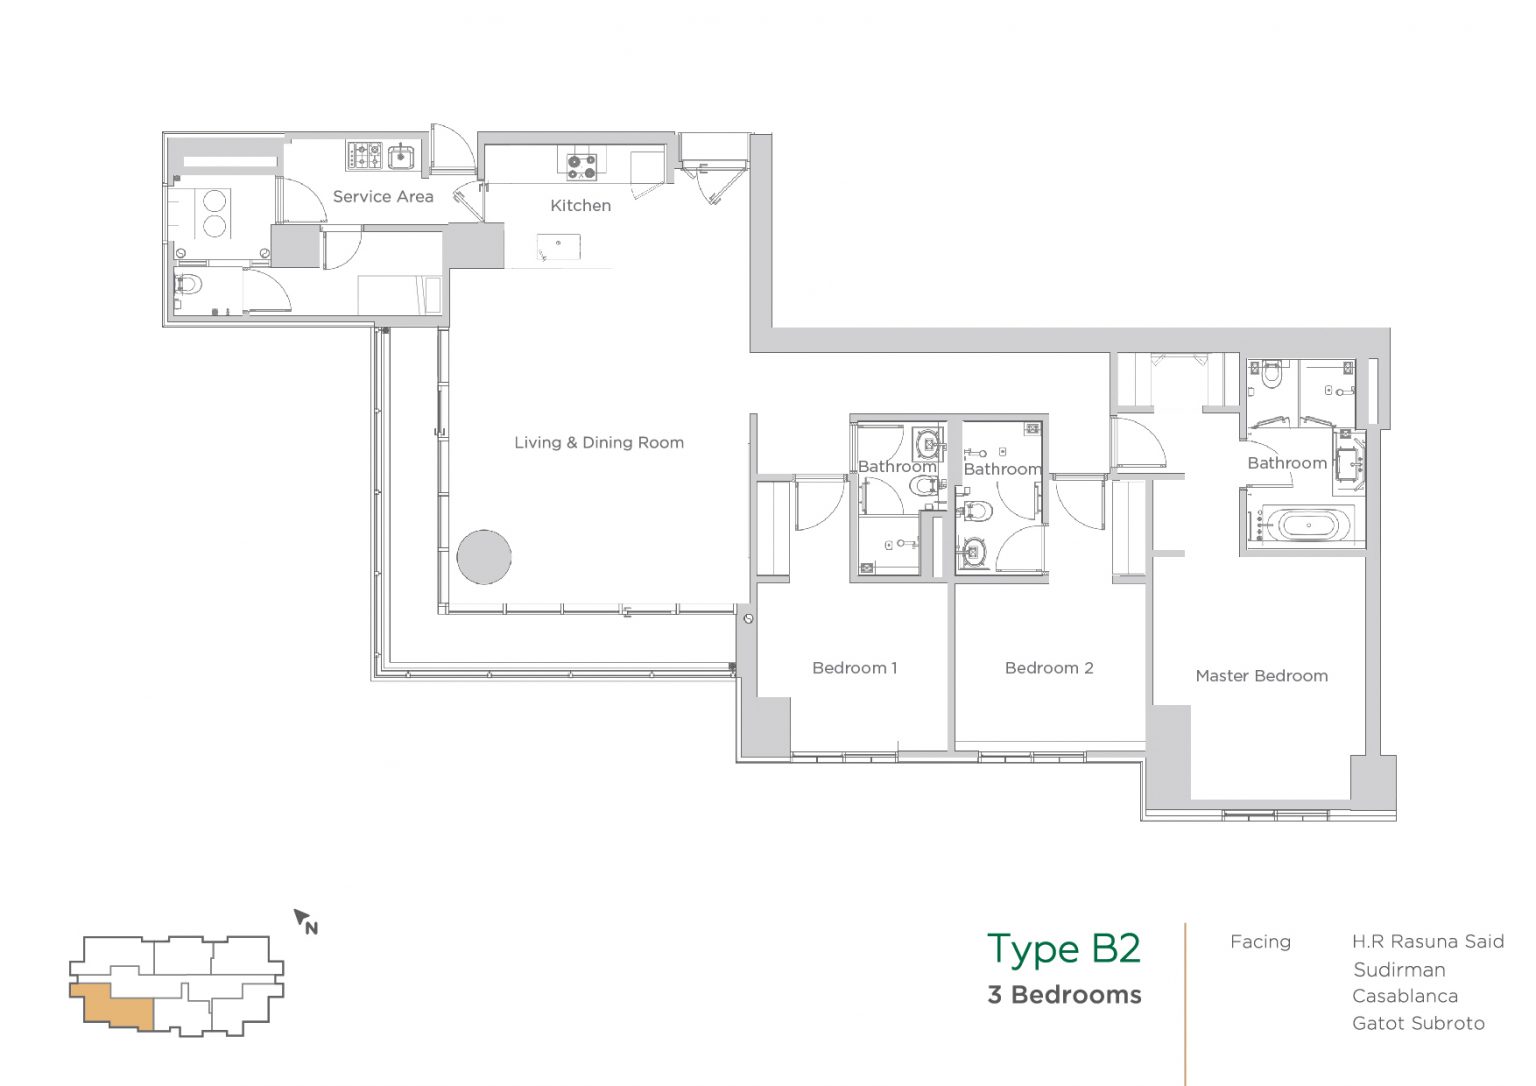 Service Area
Kitchen
Living & Dining Room
Bathroom
Bathroom
Bathroom
Bedroom 1
Bedroom 2
Master Bedroom
N
Type B2
3 Bedrooms
Facing
H.R Rasuna Said
Sudirman
Casablanca
Gatot Subroto